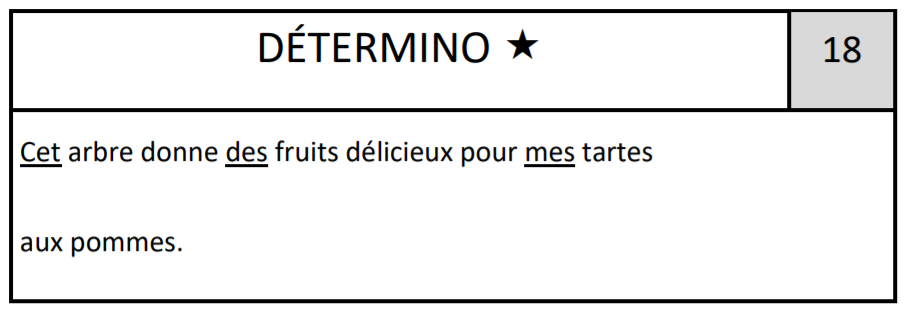 DÉTERMINO ★
18
Cet arbre donne des fruits délicieux pour mes tartes
aux pommes.